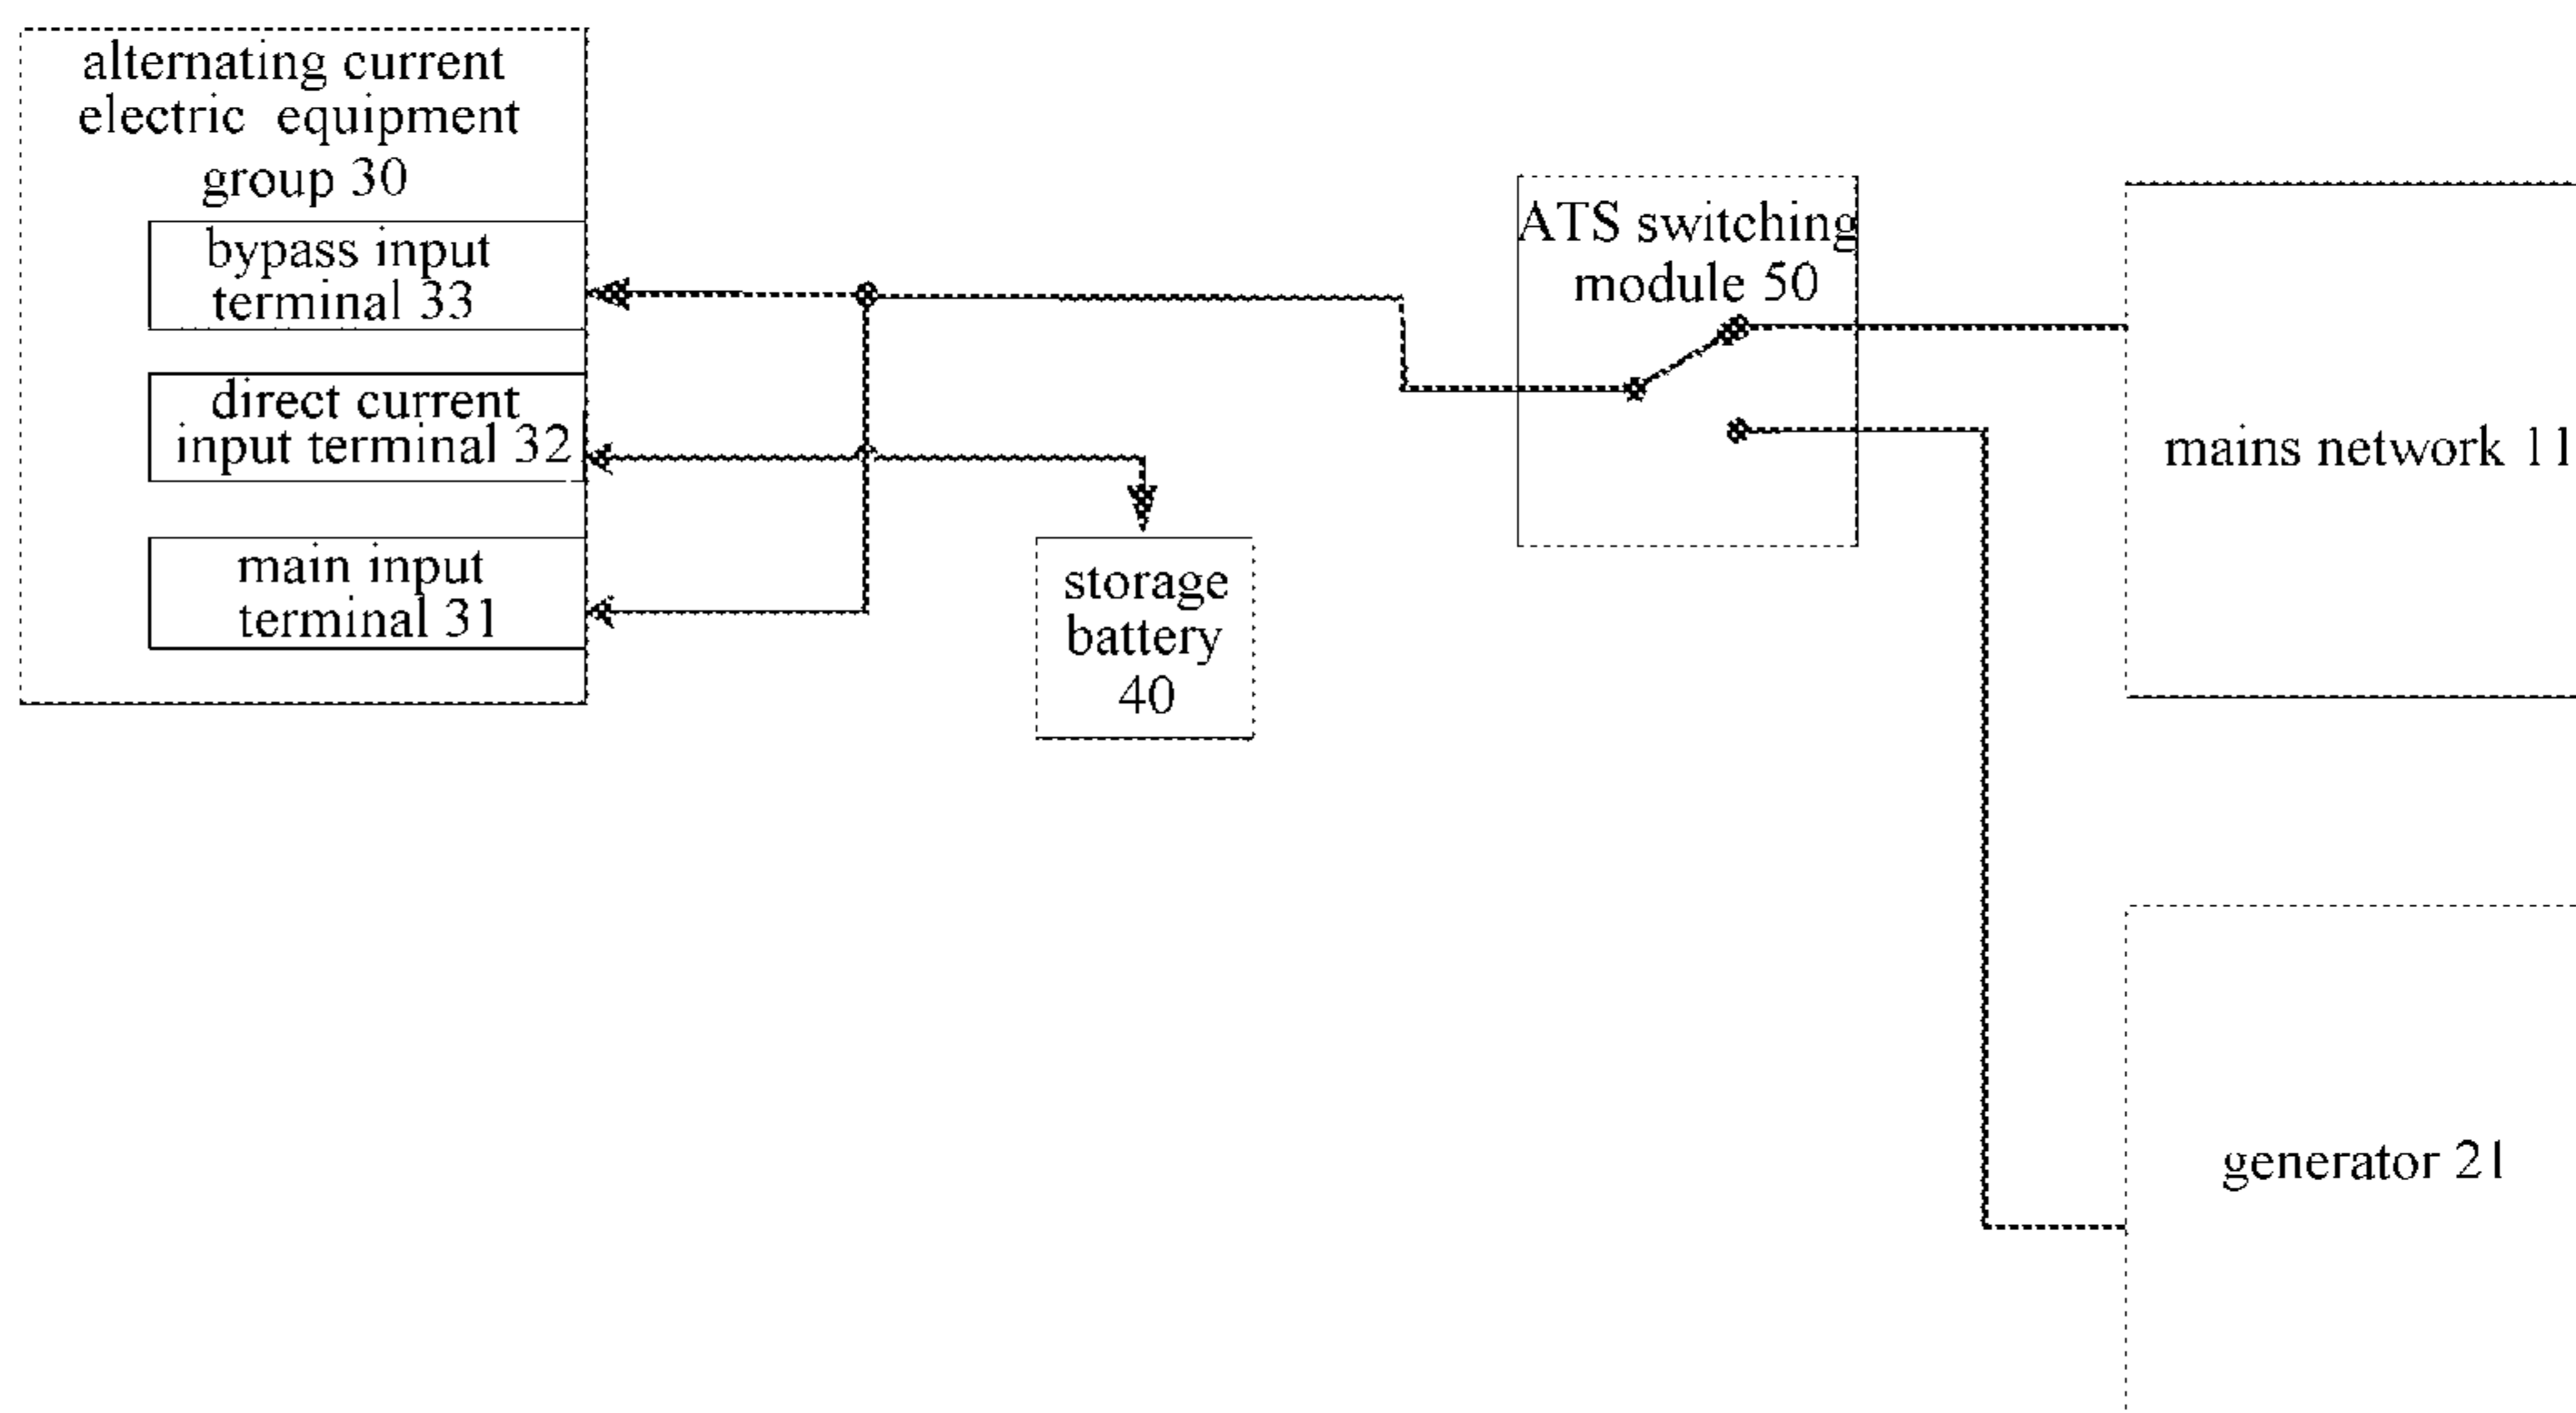 alternating current
electric equipment
group 30
bypass input
terminal 33
direct current
input terminal 32
main input
terminal 31
storage
battery
40
ATS switching
module 50
mains network 11
generator 21